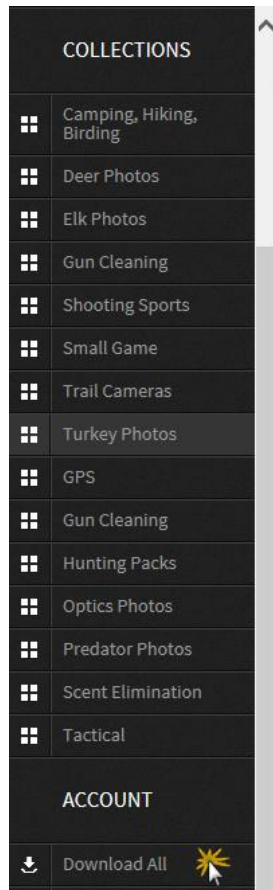 COLLECTIONS
Camping, Hiking,
Birding
Deer Photos
Elk Photos
Gun Cleaning
Shooting Sports
Small Game
Trail Cameras
Turkey Photos
GPS
Gun Cleaning
Hunting Packs
Optics Photos
Predator Photos
Scent Elimination
Tactical
ACCOUNT
Download All